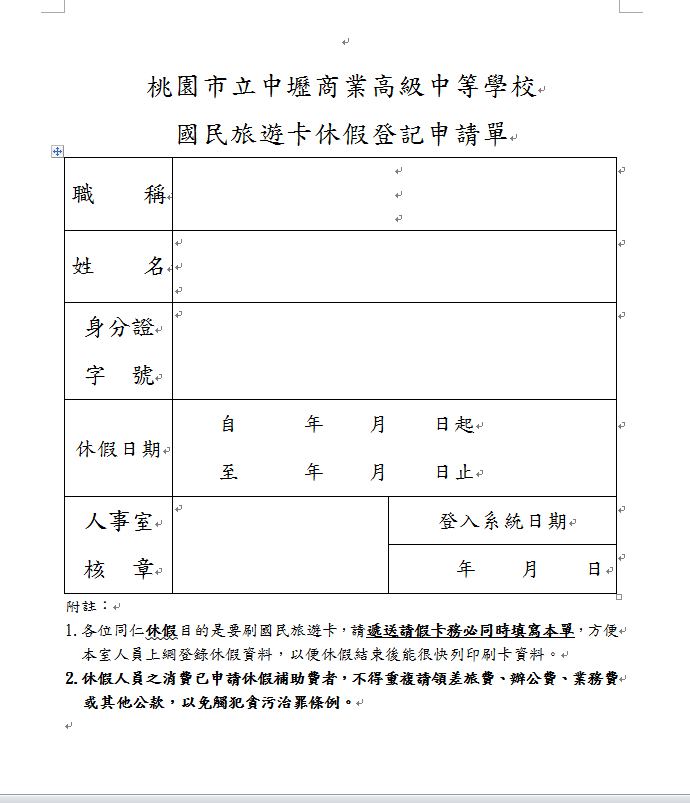 桃園市立中壢商業高級中等學校
國民旅遊卡休假登記申請單
職　　稱
姓　　名
身分證
字　號
休假日期
自　　　年　　月　　日起
至　　　年　　月　　日止
人事室
核　章
登入系統日期
年　　月　　日
附註：
1. 各位同仁休假目的是要刷國民旅遊卡，請遞送請假卡務必同時填寫本單，方便
本室人員上網登錄休假資料，以便休假結束後能很快列印刷卡資料。
2. 休假人員之消費已申請休假補助費者，不得重複請領差旅費、辦公費、業務費
或其他公款，以免觸犯貪污治罪條例。